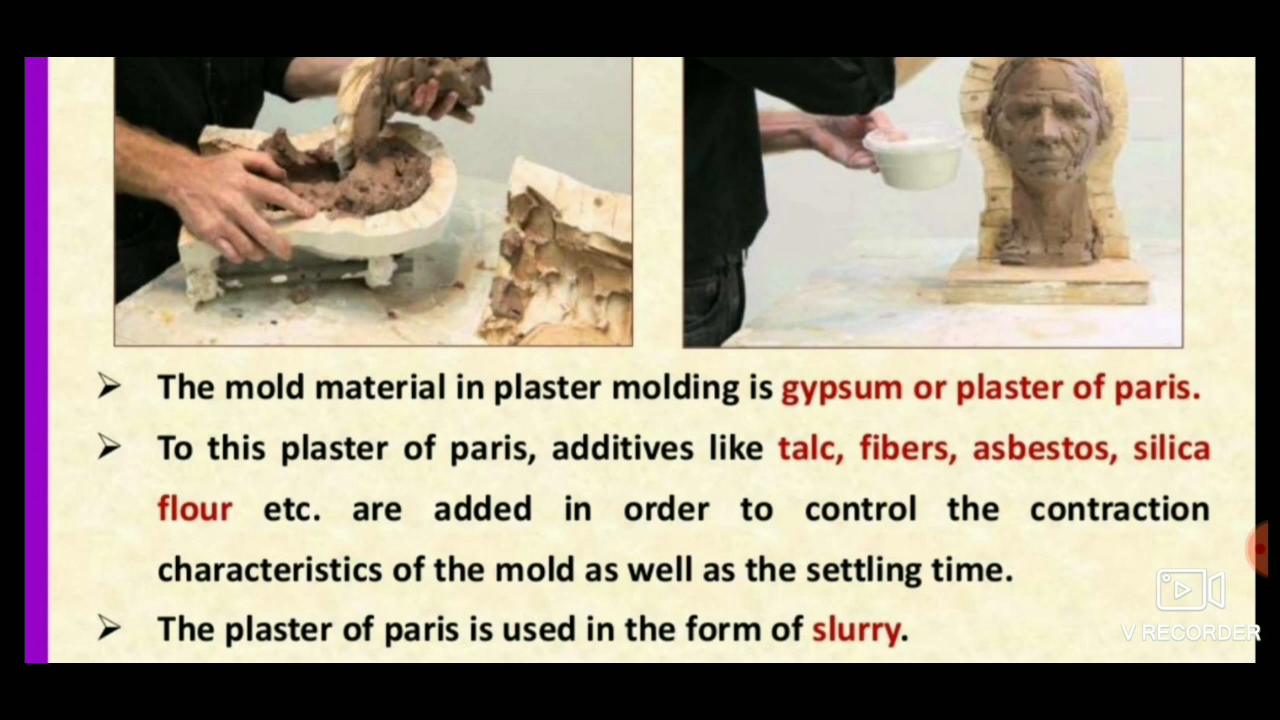 ➢ The mold material in plaster molding is gypsum or plaster of paris.
➢ To this plaster of paris, additives like talc, fibers, asbestos, silica
flour etc. are added in order to control the contraction
characteristics of the mold as well as the settling time.
➢ The plaster of paris is used in the form of slurry.
V RECORDER